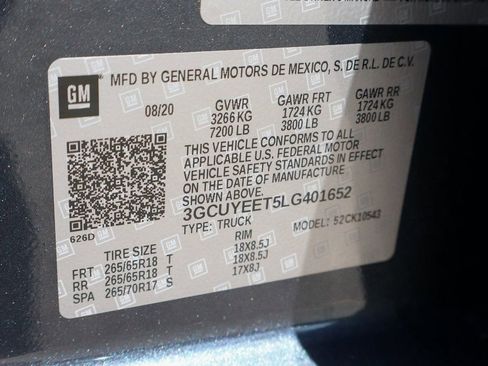 GM
MFD BY GENERAL MOTORS DE MEXICO, S. DE R.L. DE C.V.
08/20 GVWR GAWR FRT GAWR RR
3266 KG 1724 KG 1724 KG
7200 LB 3800 LB 3800 LB
THIS VEHICLE CONFORMS TO ALL
APPLICABLE U.S. FEDERAL MOTOR
VEHICLE SAFETY STANDARDS IN EFFECT
ON THE DATE OF MANUFACTURE
SHOWN ABOVE.
3GCUYEET5LG401652
TYPE: TRUCK MODEL: 52CK10543
626D
TIRE SIZE RIM
FRT 265/65R18 T 18X8.5J
RR 265/65R18 T 18X8.5J
SPA 265/70R17 S 17X8J